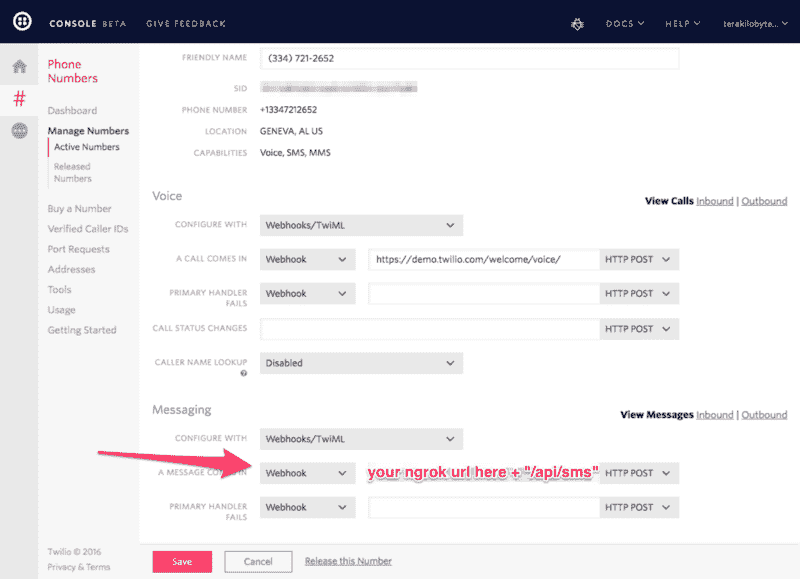 CONSOLE BETA GIVE FEEDBACK DOCS HELP terakilobyte...
Phone
Numbers
Dashboard
Manage Numbers
Active Numbers
Released
Numbers
Buy a Number
Verified Caller IDs
Port Requests
Addresses
Tools
Usage
Getting Started
Twilio © 2016
Privacy & Terms
FRIENDLY NAME (334) 721-2652
SID
PHONE NUMBER +13347212652
LOCATION GENEVA, AL US
CAPABILITIES Voice, SMS, MMS
Voice View Calls Inbound | Outbound
CONFIGURE WITH Webhooks/TwiML
A CALL COMES IN Webhook https://demo.twilio.com/welcome/voice/ HTTP POST
PRIMARY HANDLER
FAILS Webhook HTTP POST
CALL STATUS CHANGES HTTP POST
CALLER NAME LOOKUP Disabled
Messaging View Messages Inbound | Outbound
CONFIGURE WITH Webhooks/TwiML
A MESSAGE COMES IN Webhook your ngrok url here + "/api/sms" HTTP POST
PRIMARY HANDLER
FAILS Webhook HTTP POST
Save Cancel Release this Number